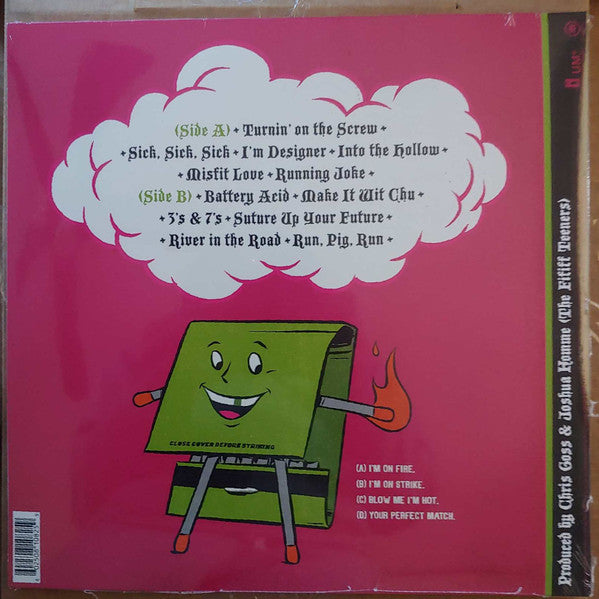 (Side A) + Turnin' on the Screw +
+ Sick, Sick, Sick + I'm Designer + Into the Hollow +
+ Misfit Love + Running Joke +
(Side B) + Battery Acid + Make It Wit Chu +
+ 3's & 7's + Suture Up Your Future +
+ River in the Road + Run, Pig, Run +
CLOSE COVER BEFORE STRIKING
(A) I'M ON FIRE.
(B) I'M ON STRIKE.
(C) BLOW ME I'M HOT.
(D) YOUR PERFECT MATCH.
Produced by Chris Goss & Joshua Homme (The Fififf Teeners)